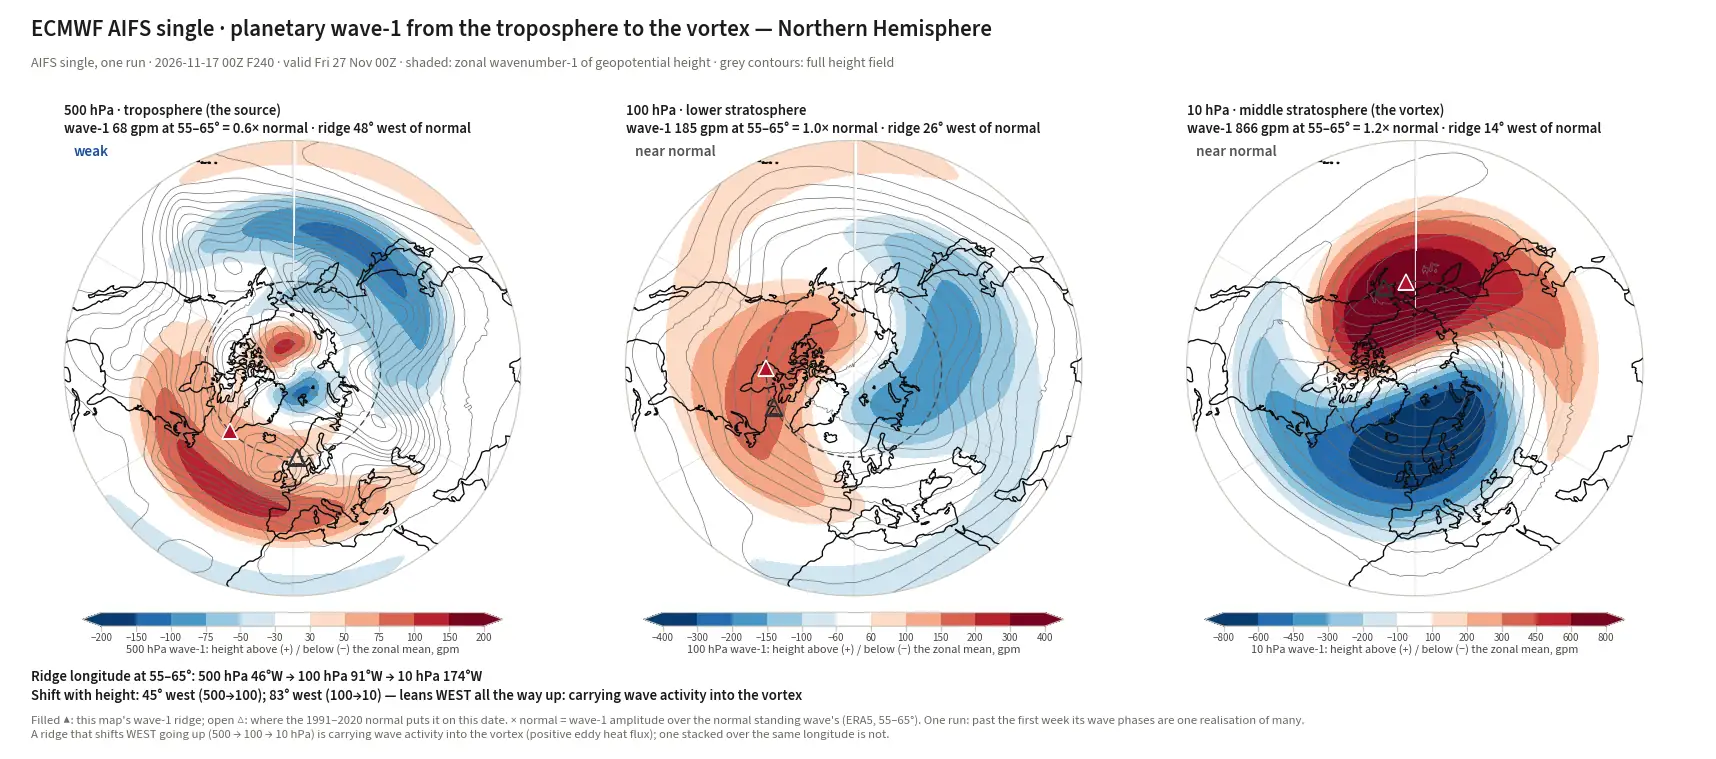 ECMWF AIFS single · planetary wave-1 from the troposphere to the vortex — Northern Hemisphere
AIFS single, one run · 2026-11-17 00Z F240 · valid Fri 27 Nov 00Z · shaded: zonal wavenumber-1 of geopotential height · grey contours: full height field
500 hPa · troposphere (the source)
wave-1 68 gpm at 55–65° = 0.6× normal · ridge 48° west of normal
weak
100 hPa · lower stratosphere
wave-1 185 gpm at 55–65° = 1.0× normal · ridge 26° west of normal
near normal
10 hPa · middle stratosphere (the vortex)
wave-1 866 gpm at 55–65° = 1.2× normal · ridge 14° west of normal
near normal
−200 −150 −100 −75 −50 −30 30 50 75 100 150 200
500 hPa wave-1: height above (+) / below (−) the zonal mean, gpm
−400 −300 −200 −150 −100 −60 60 100 150 200 300 400
100 hPa wave-1: height above (+) / below (−) the zonal mean, gpm
−800 −600 −450 −300 −200 −100 100 200 300 450 600 800
10 hPa wave-1: height above (+) / below (−) the zonal mean, gpm
Ridge longitude at 55–65°: 500 hPa 46°W → 100 hPa 91°W → 10 hPa 174°W
Shift with height: 45° west (500→100); 83° west (100→10) — leans WEST all the way up: carrying wave activity into the vortex
Filled ▲: this map's wave-1 ridge; open △: where the 1991–2020 normal puts it on this date. × normal = wave-1 amplitude over the normal standing wave's (ERA5, 55–65°). One run: past the first week its wave phases are one realisation of many.
A ridge that shifts WEST going up (500 → 100 → 10 hPa) is carrying wave activity into the vortex (positive eddy heat flux); one stacked over the same longitude is not.